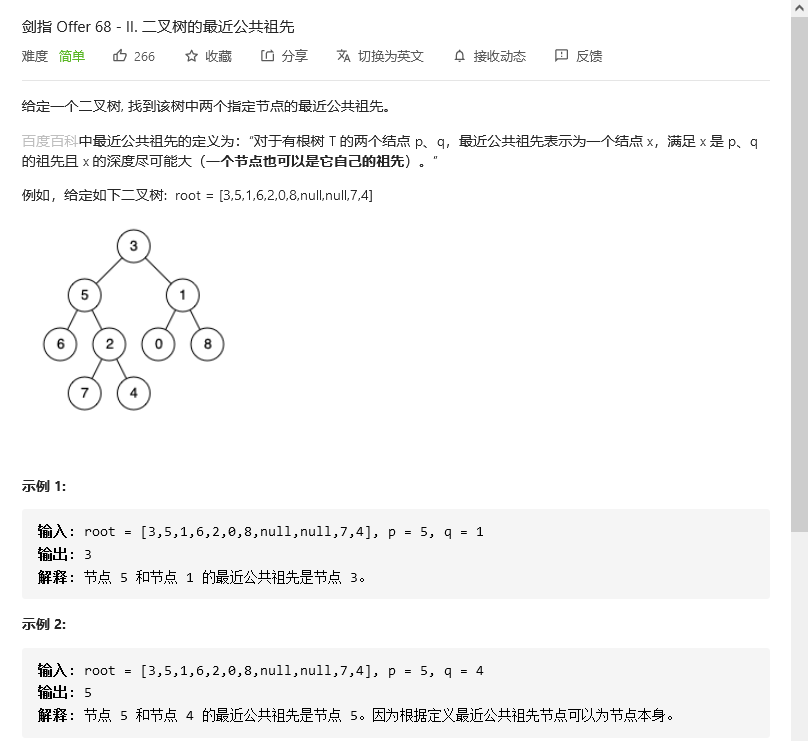 剑指 Offer 68 - II. 二叉树的最近公共祖先
难度 简单 266 收藏 分享 切换为英文 接收动态 反馈
给定一个二叉树, 找到该树中两个指定节点的最近公共祖先。
百度百科中最近公共祖先的定义为：“对于有根树 T 的两个结点 p、q，最近公共祖先表示为一个结点 x，满足 x 是 p、q
的祖先且 x 的深度尽可能大（一个节点也可以是它自己的祖先）。”
例如，给定如下二叉树:  root = [3,5,1,6,2,0,8,null,null,7,4]
3
5 1
6 2 0 8
7 4
示例 1:
输入: root = [3,5,1,6,2,0,8,null,null,7,4], p = 5, q = 1
输出: 3
解释: 节点 5 和节点 1 的最近公共祖先是节点 3。
示例 2:
输入: root = [3,5,1,6,2,0,8,null,null,7,4], p = 5, q = 4
输出: 5
解释: 节点 5 和节点 4 的最近公共祖先是节点 5。因为根据定义最近公共祖先节点可以为节点本身。